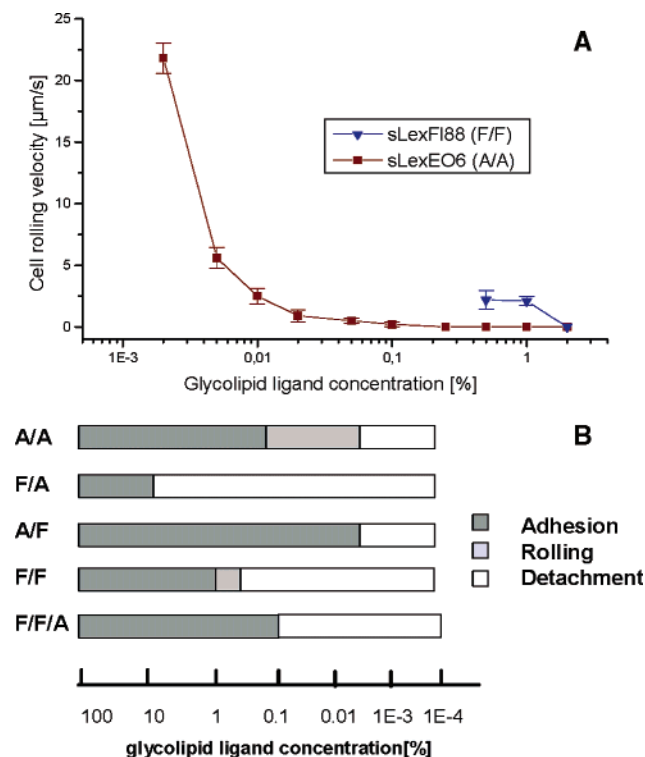 A
25
20
15
10
5
0
Cell rolling velocity [µm/s]
sLexFI88 (F/F)
sLexEO6 (A/A)
1E-3
0,01
0,1
1
Glycolipid ligand concentration [%]
B
A/A
F/A
A/F
F/F
F/F/A
Adhesion
Rolling
Detachment
100
10
1
0.1
0.01
1E-3
1E-4
glycolipid ligand concentration[%]